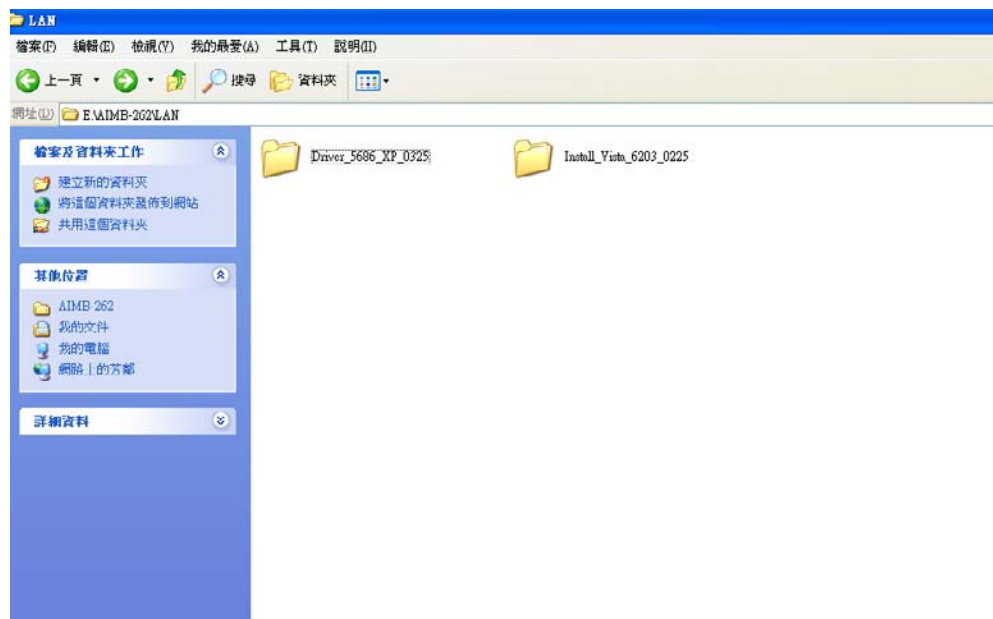 LAN
檔案(F) 編輯(E) 檢視(V) 我的最愛(A) 工具(T) 說明(H)
上一頁 搜尋 資料夾
網址(D) E:\AIMB-262\LAN
檔案及資料夾工作
建立新的資料夾
將這個資料夾發佈到網站
共用這個資料夾
其他位置
AIMB-262
我的文件
我的電腦
網路上的芳鄰
詳細資料
Driver_5686_XP_0325
Install_Vista_6203_0225